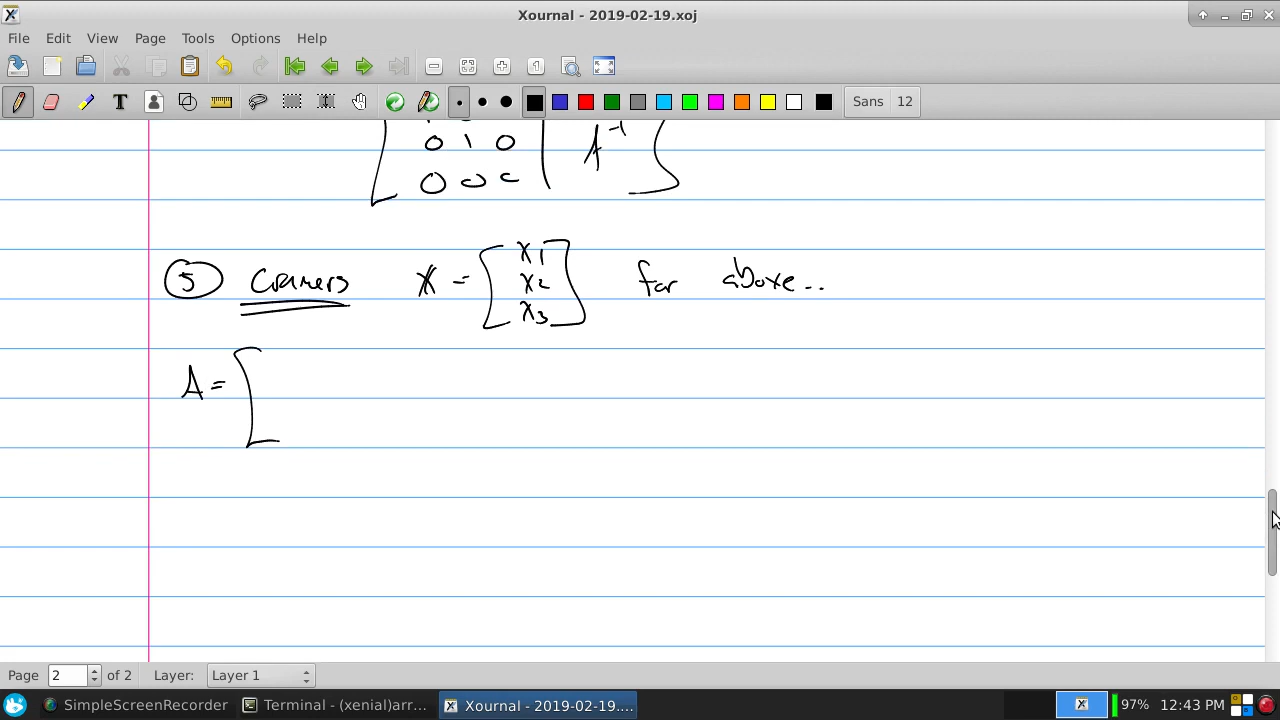 Xournal - 2019-02-19.xoj
File Edit View Page Tools Options Help
Sans 12
0 1 0 A⁻¹
0 0 0
5 Cramers X = [x1 x2 x3] for above..
A = [
Page 2 of 2 Layer: Layer 1
SimpleScreenRecorder Terminal - (xenial)arr... Xournal - 2019-02-19.... 97% 12:43 PM